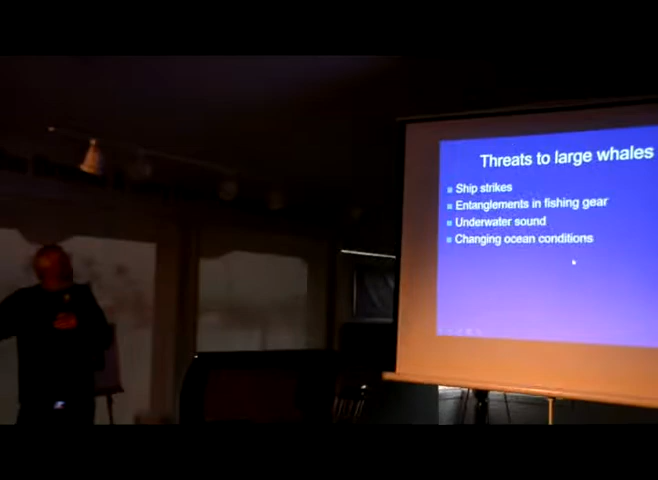 Threats to large whales
Ship strikes
Entanglements in fishing gear
Underwater sound
Changing ocean conditions